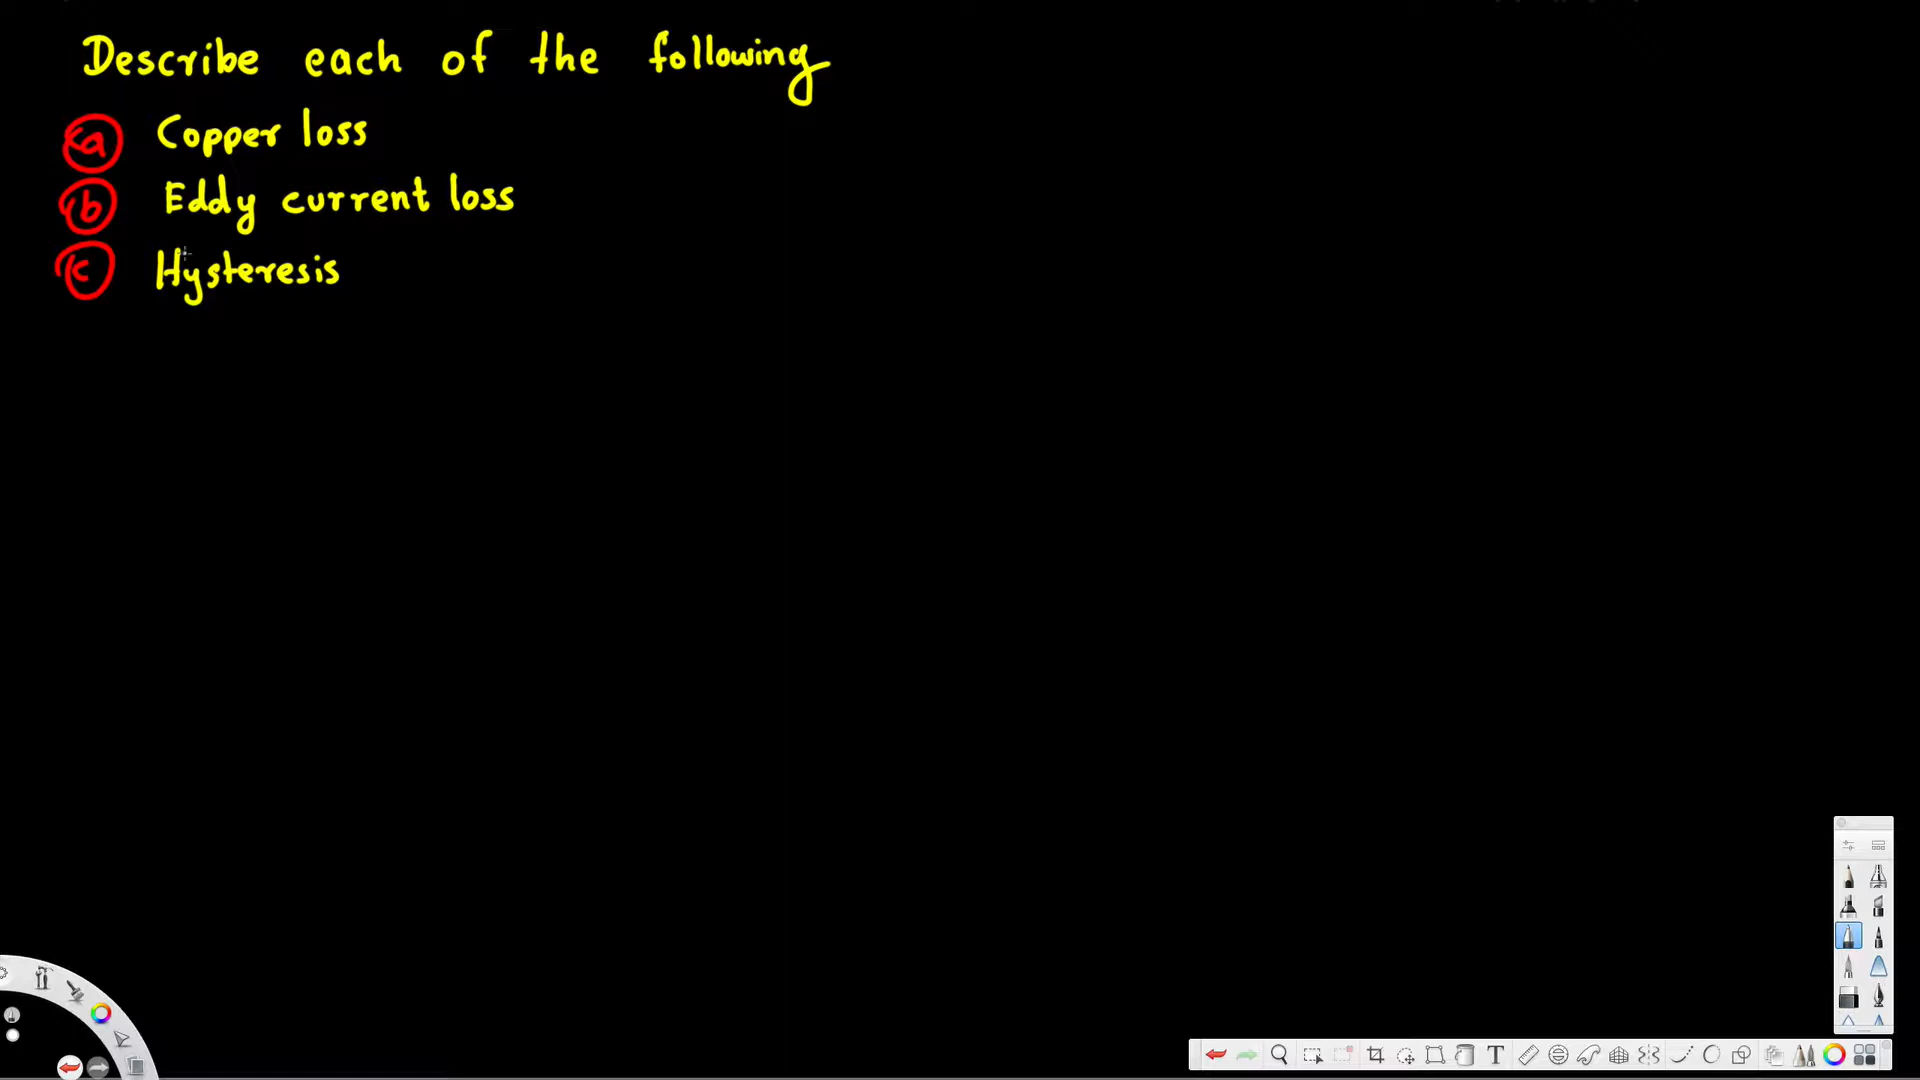 Describe each of the following
a Copper loss
b Eddy current loss
c Hysteresis